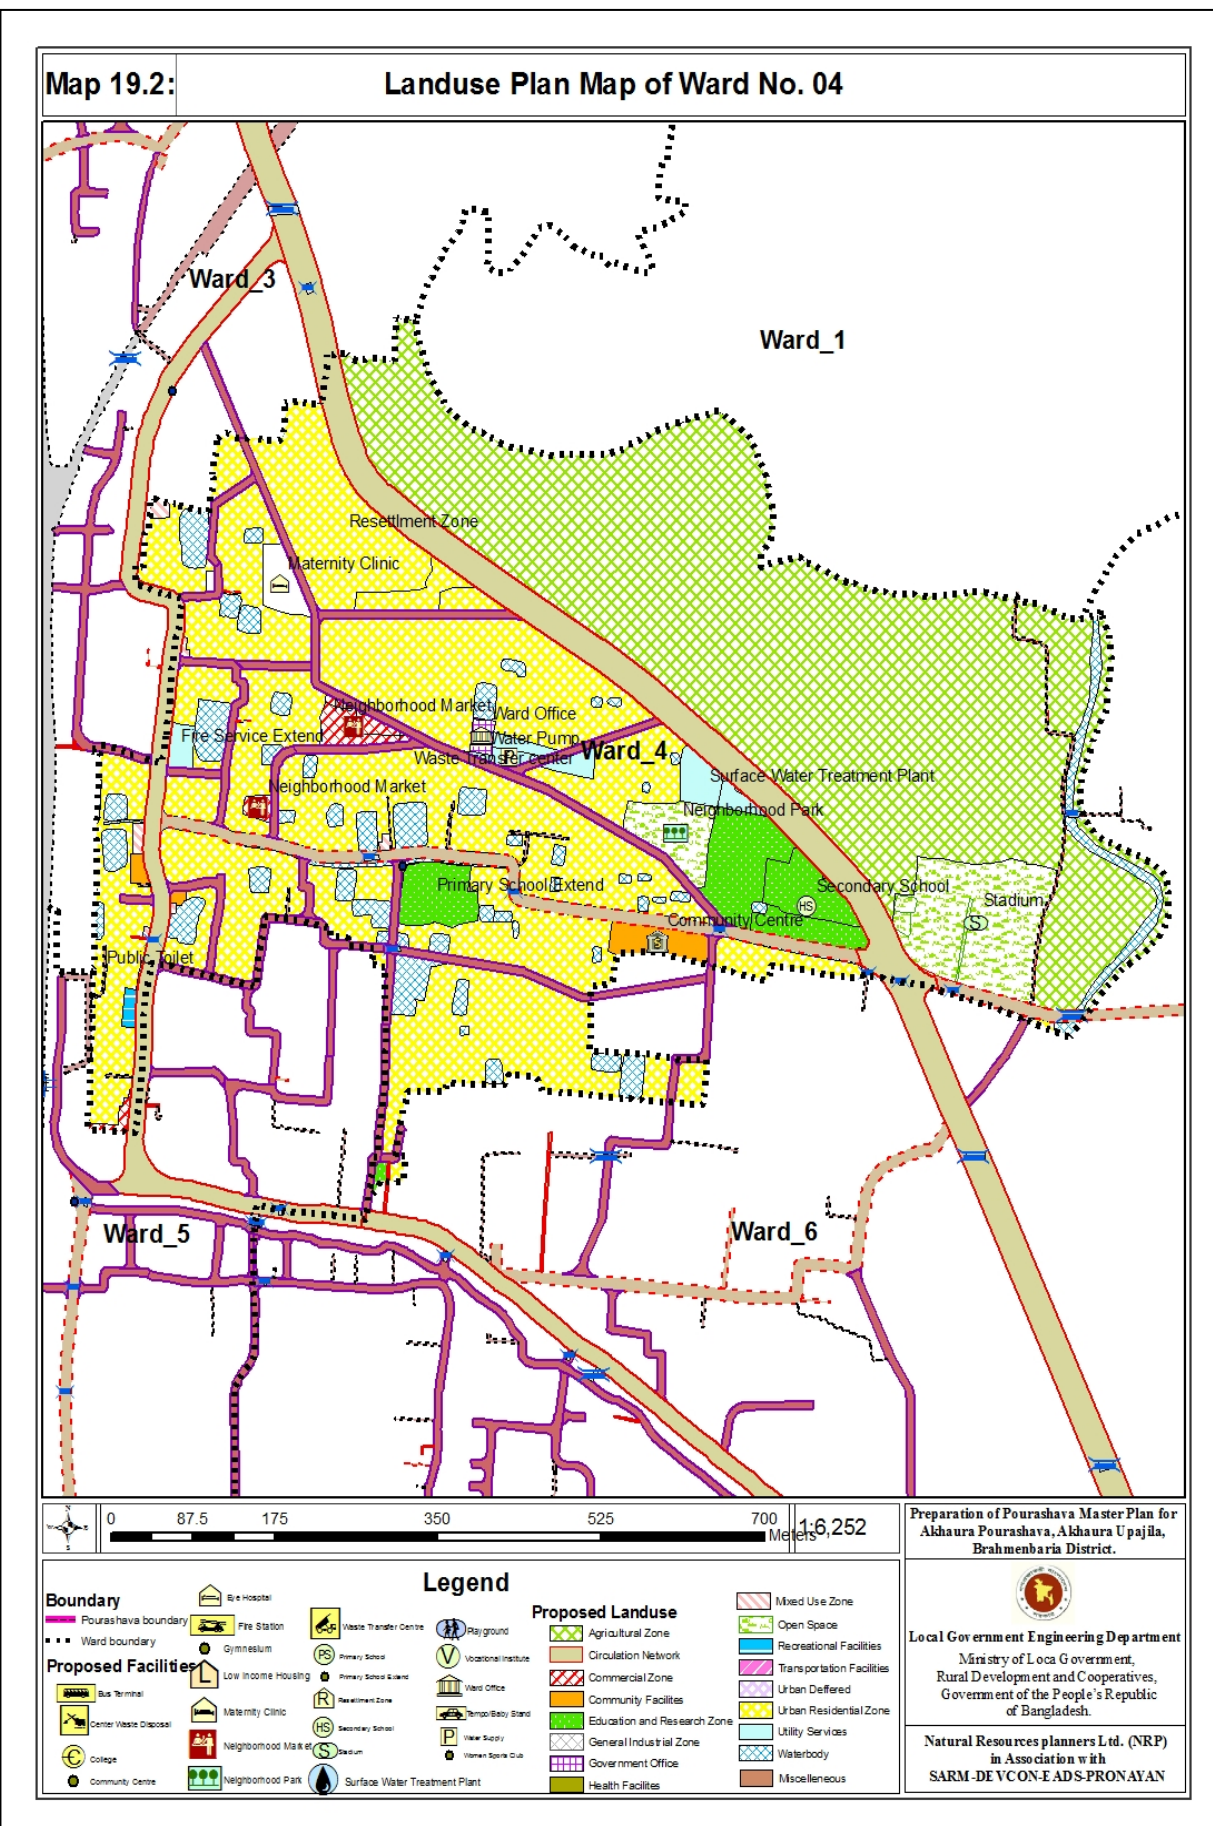 Map 19.2:
Landuse Plan Map of Ward No. 04
Ward_3
Ward_1
Resettlment Zone
Maternity Clinic
Neighborhood Market
Ward Office
Fire Service Extend
Water Pump
Waste Transfer center
Ward_4
P
Surface Water Treatment Plant
Neighborhood Market
Neighborhood Park
Primary School Extend
Secondary School
HS
Stadium
S
Community Centre
Public Toilet
Ward_5
Ward_6
N
S
0 87.5 175 350 525 700
Meters
1:6,252
Legend
Boundary
Pourashava boundary
Ward boundary
Proposed Facilities
Bus Terminal
Center Waste Disposal
College
Community Centre
Eye Hospital
Fire Station
Gymnesium
L Low Income Housing
Maternity Clinic
Neighborhood Market
Neighborhood Park
Waste Transfer Centre
PS Primary School
Primary School Extend
R Resettlment Zone
HS Secondary School
S Stadium
Surface Water Treatment Plant
Playground
V Vocational Institute
Ward Office
Tempo/Baby Stand
P Water Supply
Women Sports Club
Proposed Landuse
Agricultural Zone
Circulation Network
Commercial Zone
Community Facilites
Education and Research Zone
General Industrial Zone
Government Office
Health Facilites
Mixed Use Zone
Open Space
Recreational Facilities
Transportation Facilities
Urban Deffered
Urban Residential Zone
Utility Services
Waterbody
Miscelleneous
Preparation of Pourashava Master Plan for
Akhaura Pourashava, Akhaura Upajila,
Brahmenbaria District.
Local Government Engineering Department
Ministry of Loca Government,
Rural Development and Cooperatives,
Government of the People's Republic
of Bangladesh.
Natural Resources planners Ltd. (NRP)
in Association with
SARM-DEVCON-EADS-PRONAYAN